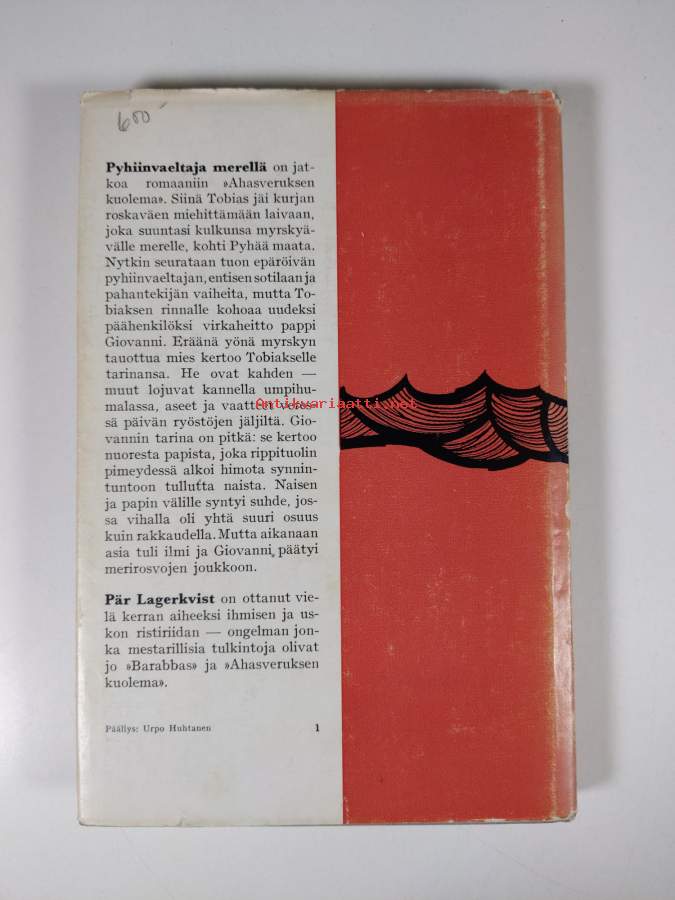 600
Pyhiinvaeltaja merellä on jat-
koa romaaniin »Ahasveruksen
kuolema». Siinä Tobias jäi kurjan
roskaväen miehittämään laivaan,
joka suuntasi kulkunsa myrskyä-
välle merelle, kohti Pyhää maata.
Nytkin seurataan tuon epäröivän
pyhiinvaeltajan, entisen sotilaan ja
pahantekijän vaiheita, mutta To-
biaksen rinnalle kohoaa uudeksi
päähenkilöksi virkaheitto pappi
Giovanni. Eräänä yönä myrskyn
tauottua mies kertoo Tobiakselle
tarinansa. He ovat kahden —
muut lojuvat kannella umpihu-
malassa, aseet ja vaatteet veres-
sä päivän ryöstöjen jäljiltä. Gio-
vannin tarina on pitkä: se kertoo
nuoresta papista, joka rippituolin
pimeydessä alkoi himota synnin-
tuntoon tullutta naista. Naisen
ja papin välille syntyi suhde, jos-
sa vihalla oli yhtä suuri osuus
kuin rakkaudella. Mutta aikanaan
asia tuli ilmi ja Giovanni päätyi
merirosvojen joukkoon.
Pär Lagerkvist on ottanut vie-
lä kerran aiheeksi ihmisen ja us-
kon ristiriidan — ongelman jon-
ka mestarillisia tulkintoja olivat
jo »Barabbas» ja »Ahasveruksen
kuolema».
Päällys: Urpo Huhtanen 1
Antikvariaatti.net